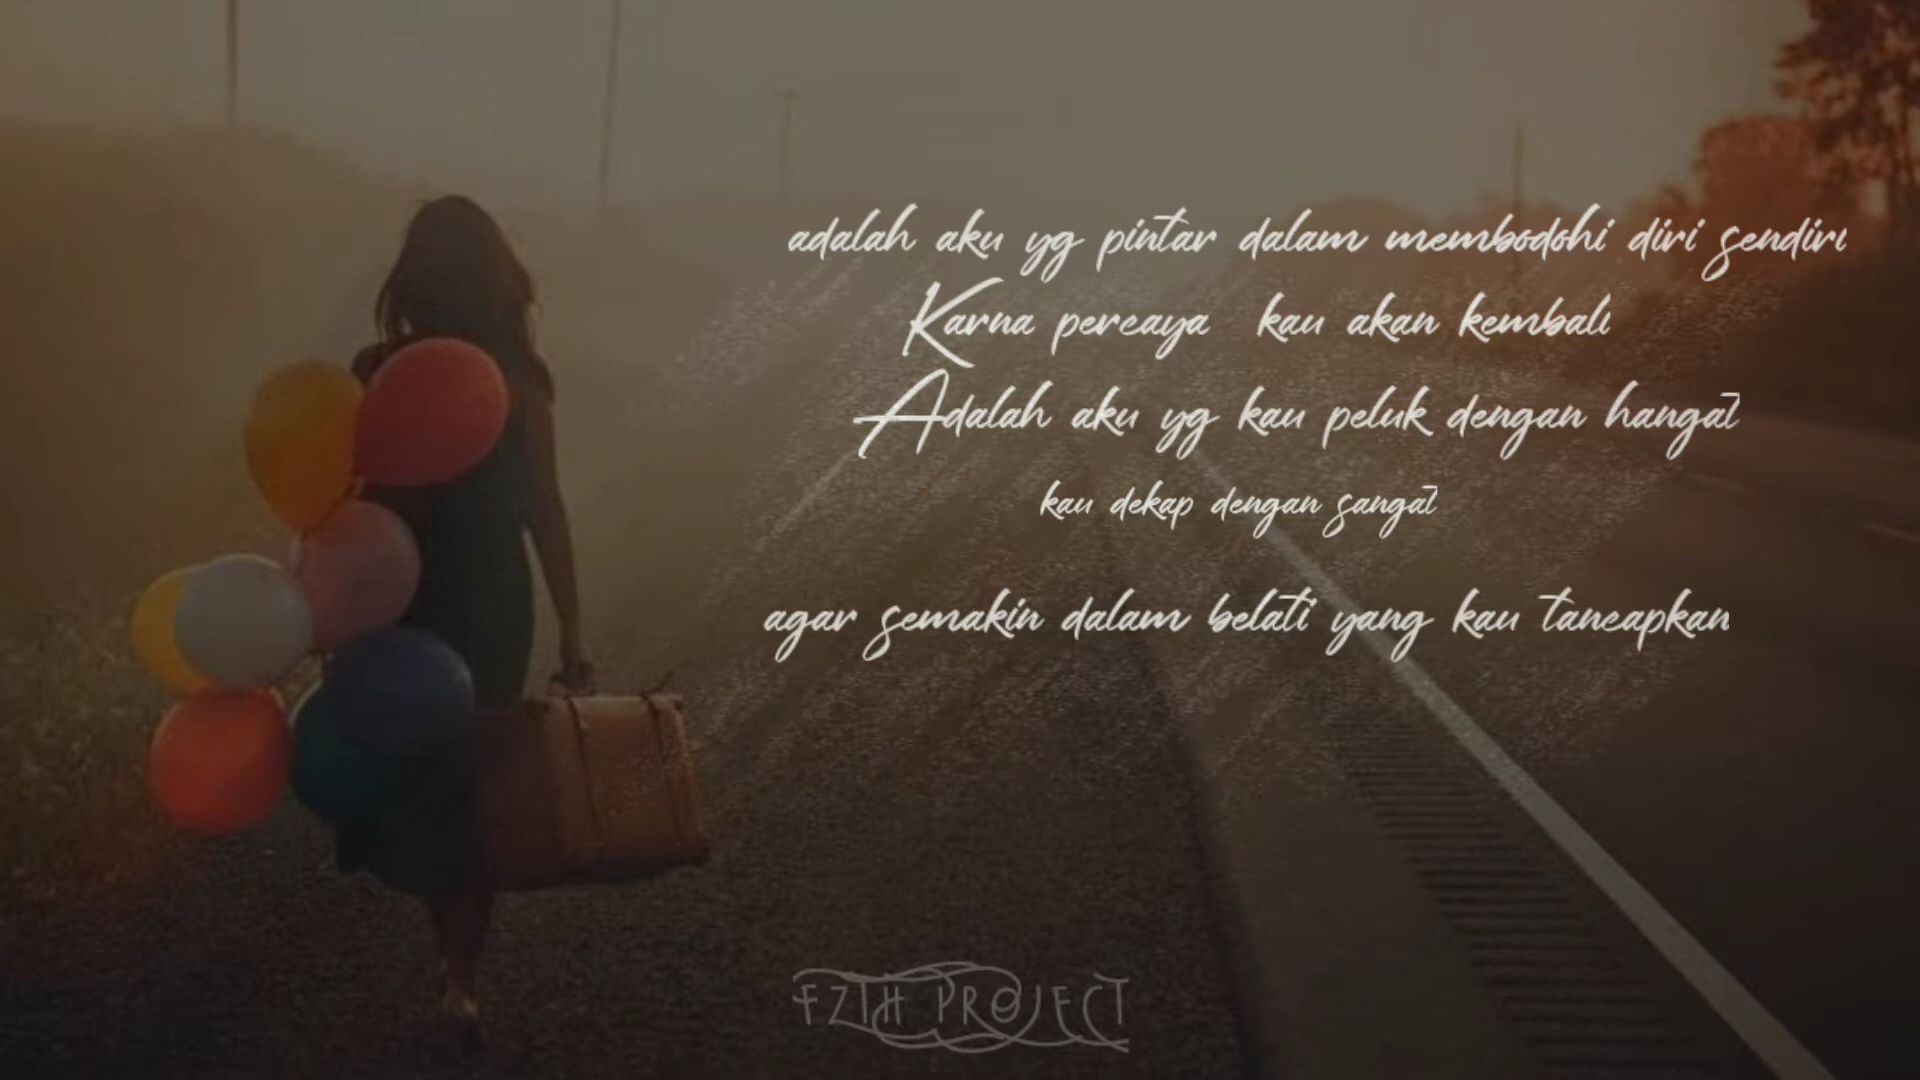 adalah aku yg pintar dalam membodohi diri sendiri
Karna percaya kau akan kembali
Adalah aku yg kau peluk dengan hangat
kau dekap dengan sangat
agar semakin dalam belati yang kau tancapkan
FZTH PROJECT